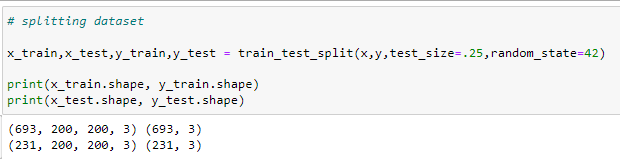 # splitting dataset
x_train,x_test,y_train,y_test = train_test_split(x,y,test_size=.25,random_state=42)
print(x_train.shape, y_train.shape)
print(x_test.shape, y_test.shape)
(693, 200, 200, 3) (693, 3)
(231, 200, 200, 3) (231, 3)